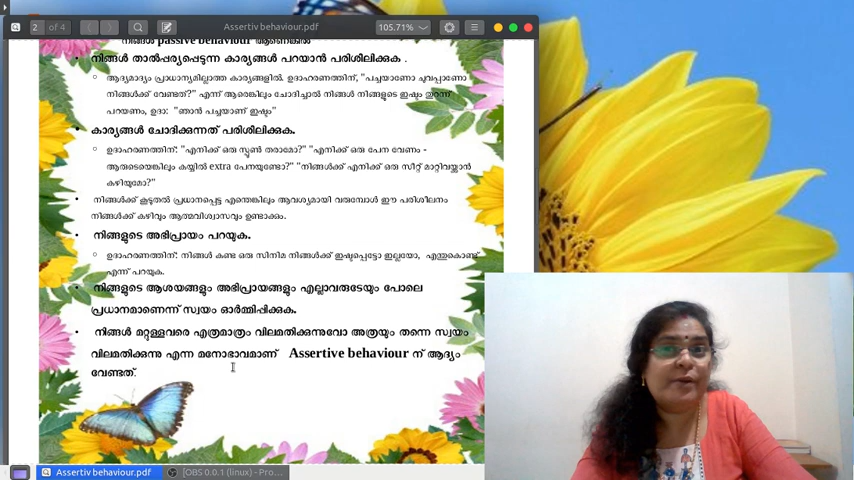 Assertiv behaviour.pdf
2 of 4
105.71%
നിങ്ങൾ passive behaviour ആണെങ്കിൽ
നിങ്ങൾ താൽപ്പര്യപ്പെടുന്ന കാര്യങ്ങൾ പറയാൻ പരിശീലിക്കുക .
ആദ്യമാദ്യം പ്രാധാന്യമില്ലാത്ത കാര്യങ്ങളിൽ. ഉദാഹരണത്തിന്, "പച്ചയാണോ ചുവപ്പാണോ
നിങ്ങൾക്ക് വേണ്ടത്?" എന്ന് ആരെങ്കിലും ചോദിച്ചാൽ നിങ്ങൾ നിങ്ങളുടെ ഇഷ്ടം തുറന്ന്
പറയണം, ഉദാ: "ഞാൻ പച്ചയാണ് ഇഷ്ടം"
കാര്യങ്ങൾ ചോദിക്കുന്നത് പരിശീലിക്കുക.
ഉദാഹരണത്തിന്: "എനിക്ക് ഒരു സ്പൂൺ തരാമോ?" "എനിക്ക് ഒരു പേന വേണം -
ആരുടെയെങ്കിലും കയ്യിൽ extra പേനയുണ്ടോ?" "നിങ്ങൾക്ക് എനിക്ക് ഒരു സീറ്റ് മാറ്റിവയ്ക്കാൻ
കഴിയുമോ?"
നിങ്ങൾക്ക് കൂടുതൽ പ്രധാനപ്പെട്ട എന്തെങ്കിലും ആവശ്യമായി വരുമ്പോൾ ഈ പരിശീലനം
നിങ്ങൾക്ക് കഴിവും ആത്മവിശ്വാസവും ഉണ്ടാക്കും.
നിങ്ങളുടെ അഭിപ്രായം പറയുക.
ഉദാഹരണത്തിന്: നിങ്ങൾ കണ്ട ഒരു സിനിമ നിങ്ങൾക്ക് ഇഷ്ടപ്പെട്ടോ ഇല്ലയോ, എന്തുകൊണ്ട്
എന്ന് പറയുക.
നിങ്ങളുടെ ആശയങ്ങളും അഭിപ്രായങ്ങളും എല്ലാവരുടേയും പോലെ
പ്രധാനമാണെന്ന് സ്വയം ഓർമ്മിപ്പിക്കുക.
നിങ്ങൾ മറ്റുള്ളവരെ എത്രമാത്രം വിലമതിക്കുന്നുവോ അത്രയും തന്നെ സ്വയം
വിലമതിക്കുന്നു എന്ന മനോഭാവമാണ് Assertive behaviour ന് ആദ്യം
വേണ്ടത്.
Assertiv behaviour.pdf
[OBS 0.0.1 (linux) - Pro...